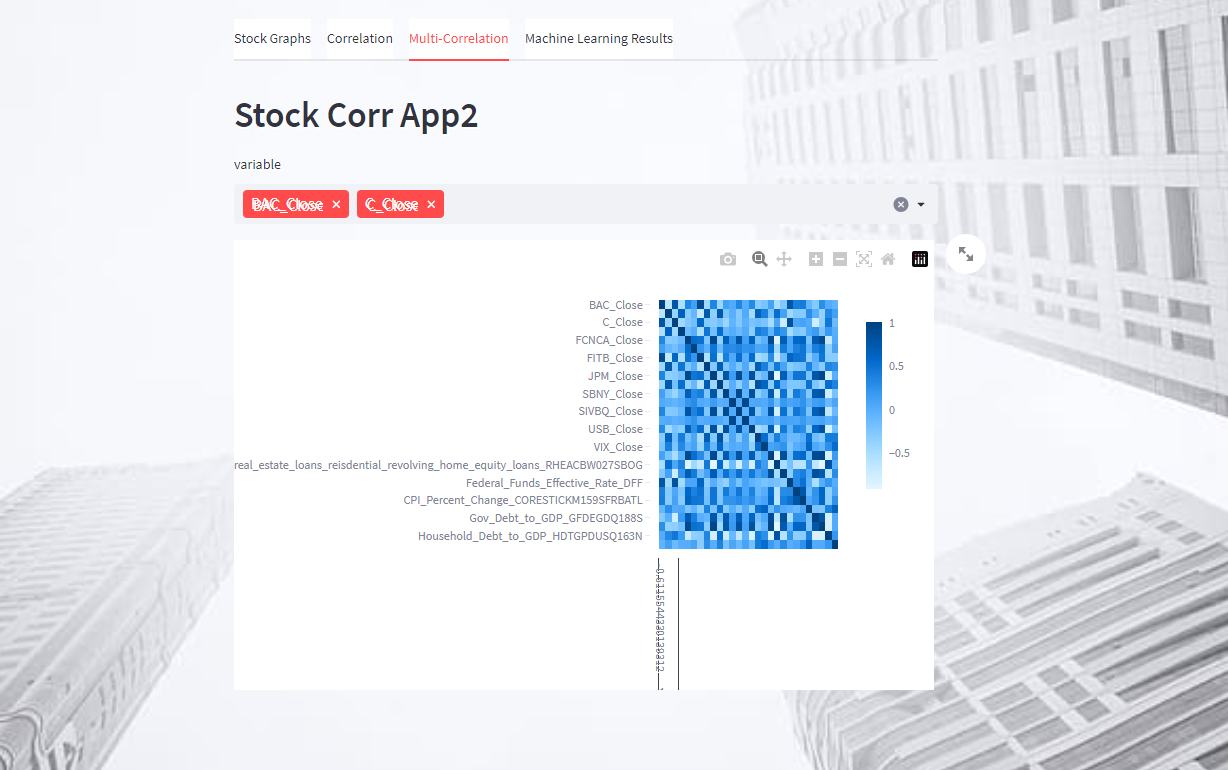 Stock Graphs Correlation Multi-Correlation Machine Learning Results
Stock Corr App2
variable
BAC_Close × C_Close ×
BAC_Close
C_Close
FCNCA_Close
FITB_Close
JPM_Close
SBNY_Close
SIVBQ_Close
USB_Close
VIX_Close
real_estate_loans_reisdential_revolving_home_equity_loans_RHEACBW027SBOG
Federal_Funds_Effective_Rate_DFF
CPI_Percent_Change_CORESTICKM159SFRBATL
Gov_Debt_to_GDP_GFDEGDQ188S
Household_Debt_to_GDP_HDTGPDUSQ163N
1
0.5
0
−0.5